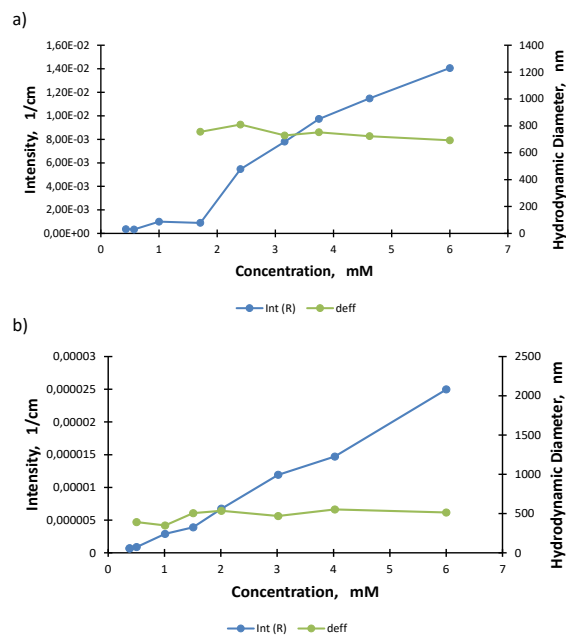 a)
1,60E-02
1,40E-02
1,20E-02
1,00E-02
8,00E-03
6,00E-03
4,00E-03
2,00E-03
0,00E+00
Intensity, 1/cm
1400
1200
1000
800
600
400
200
0
Hydrodynamic Diameter, nm
0 1 2 3 4 5 6 7
Concentration, mM
Int (R) deff
b)
0,00003
0,000025
0,00002
0,000015
0,00001
0,000005
0
Intensity, 1/cm
2500
2000
1500
1000
500
0
Hydrodynamic Diameter, nm
0 1 2 3 4 5 6 7
Concentration, mM
Int (R) deff